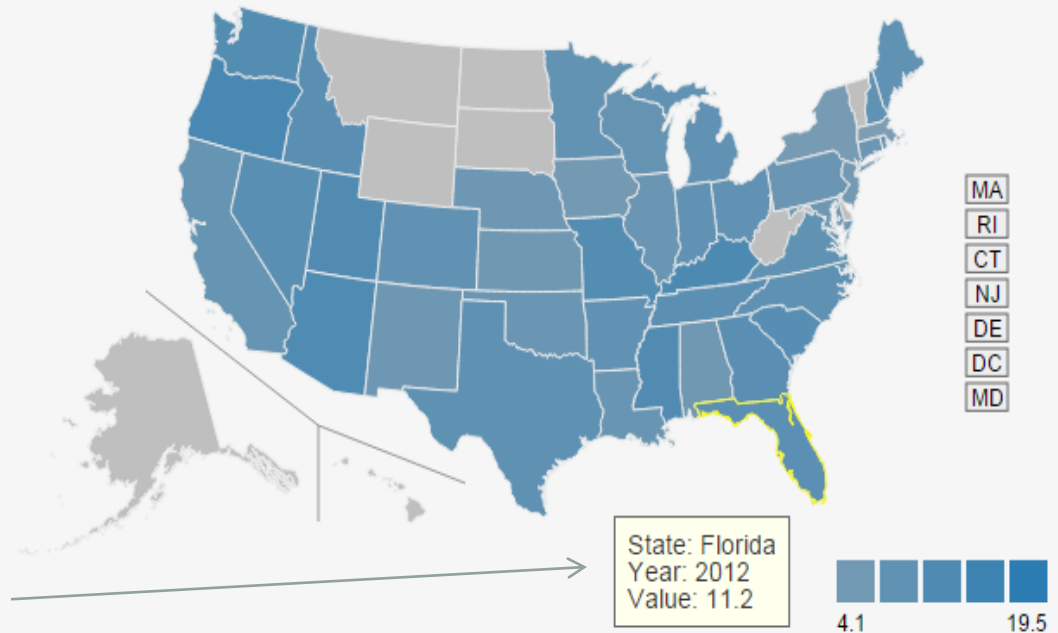 MA
RI
CT
NJ
DE
DC
MD
State: Florida
Year: 2012
Value: 11.2
4.1
19.5